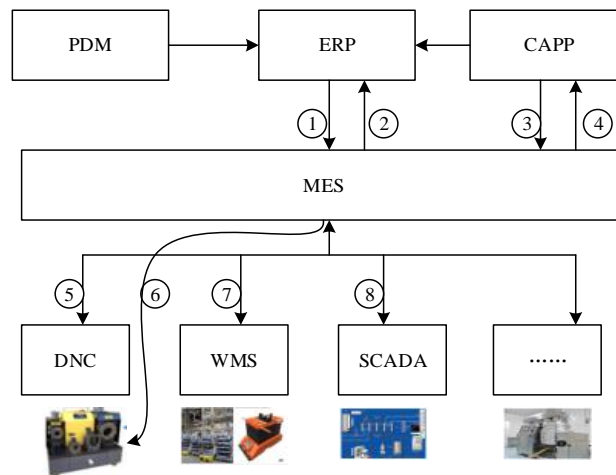 PDM
ERP
CAPP
①
②
③
④
MES
⑤
⑥
⑦
⑧
DNC
WMS
SCADA
……